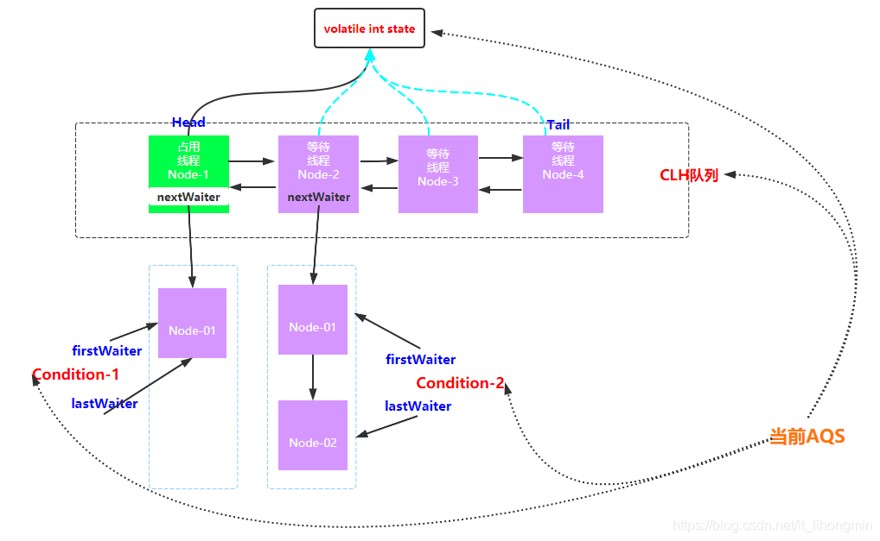 volatile int state
Head
Tail
占用
线程
Node-1
nextWaiter
等待
线程
Node-2
nextWaiter
等待
线程
Node-3
等待
线程
Node-4
CLH队列
Node-01
firstWaiter
Condition-1
lastWaiter
Node-01
firstWaiter
Condition-2
lastWaiter
Node-02
当前AQS
https://blog.csdn.net/it_lihongmin